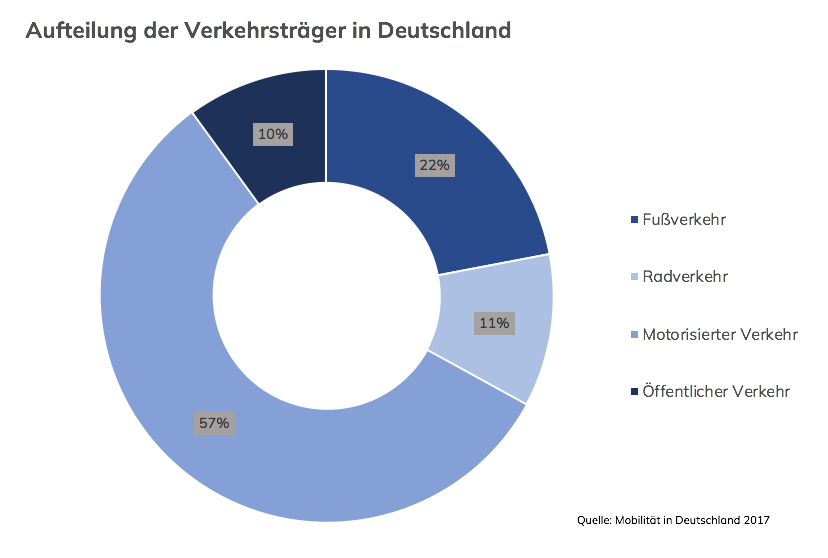 Aufteilung der Verkehrsträger in Deutschland
10%
22%
11%
57%
Fußverkehr
Radverkehr
Motorisierter Verkehr
Öffentlicher Verkehr
Quelle: Mobilität in Deutschland 2017